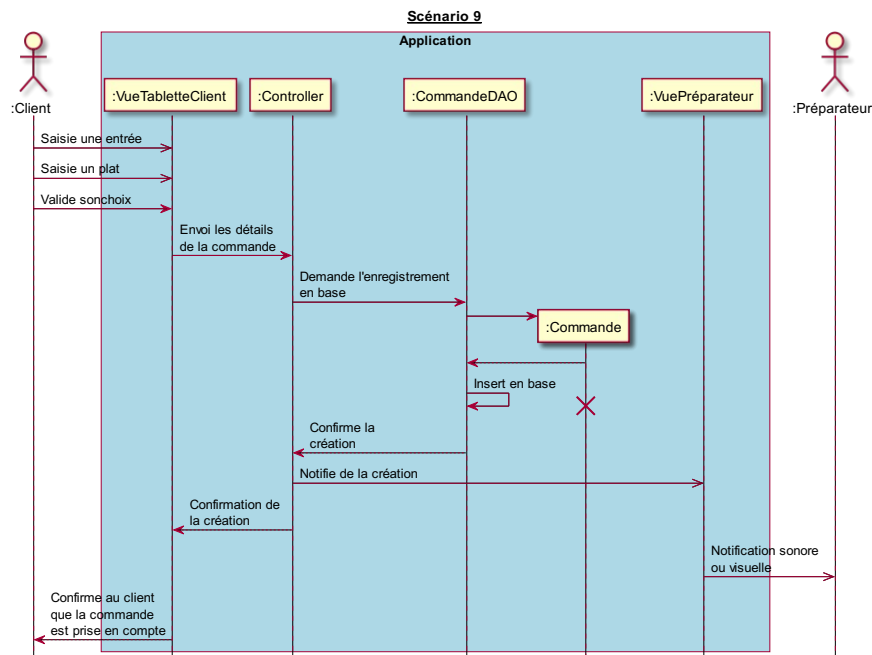 Scénario 9
Application
:Client
:VueTabletteClient
:Controller
:CommandeDAO
:VuePréparateur
:Préparateur
Saisie une entrée
Saisie un plat
Valide sonchoix
Envoi les détails
de la commande
Demande l'enregistrement
en base
:Commande
Insert en base
Confirme la
création
Notifie de la création
Confirmation de
la création
Notification sonore
ou visuelle
Confirme au client
que la commande
est prise en compte